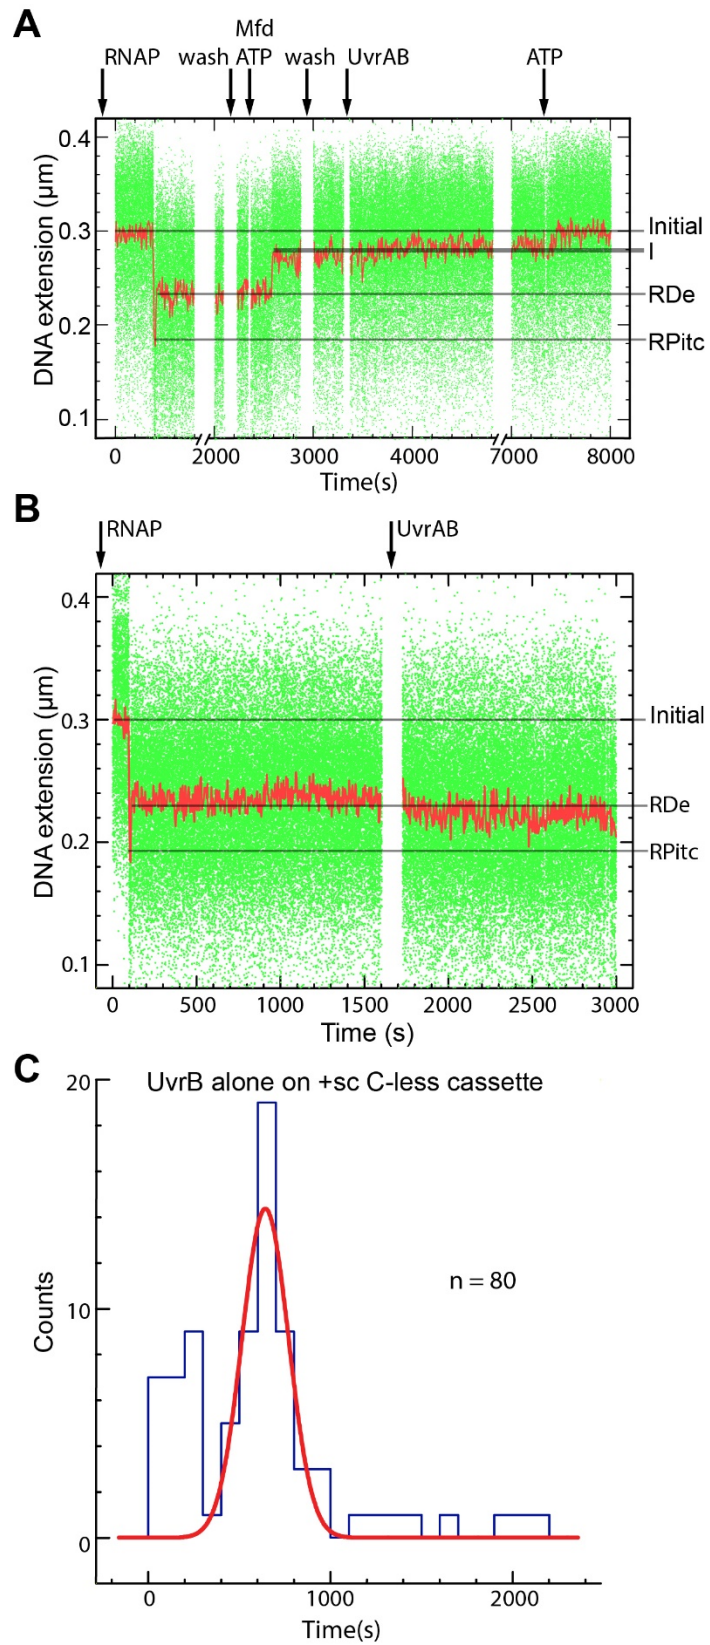 A
Mfd
RNAP wash ATP wash UvrAB ATP
DNA extension (μm)
0.4
0.3
0.2
0.1
Initial
I
RDe
RPitc
0 2000 3000 4000 7000 8000
Time(s)
B
RNAP UvrAB
DNA extension (μm)
0.4
0.3
0.2
0.1
Initial
RDe
RPitc
0 500 1000 1500 2000 2500 3000
Time (s)
C
UvrB alone on +sc C-less cassette
Counts
20
10
0
n = 80
0 1000 2000
Time(s)